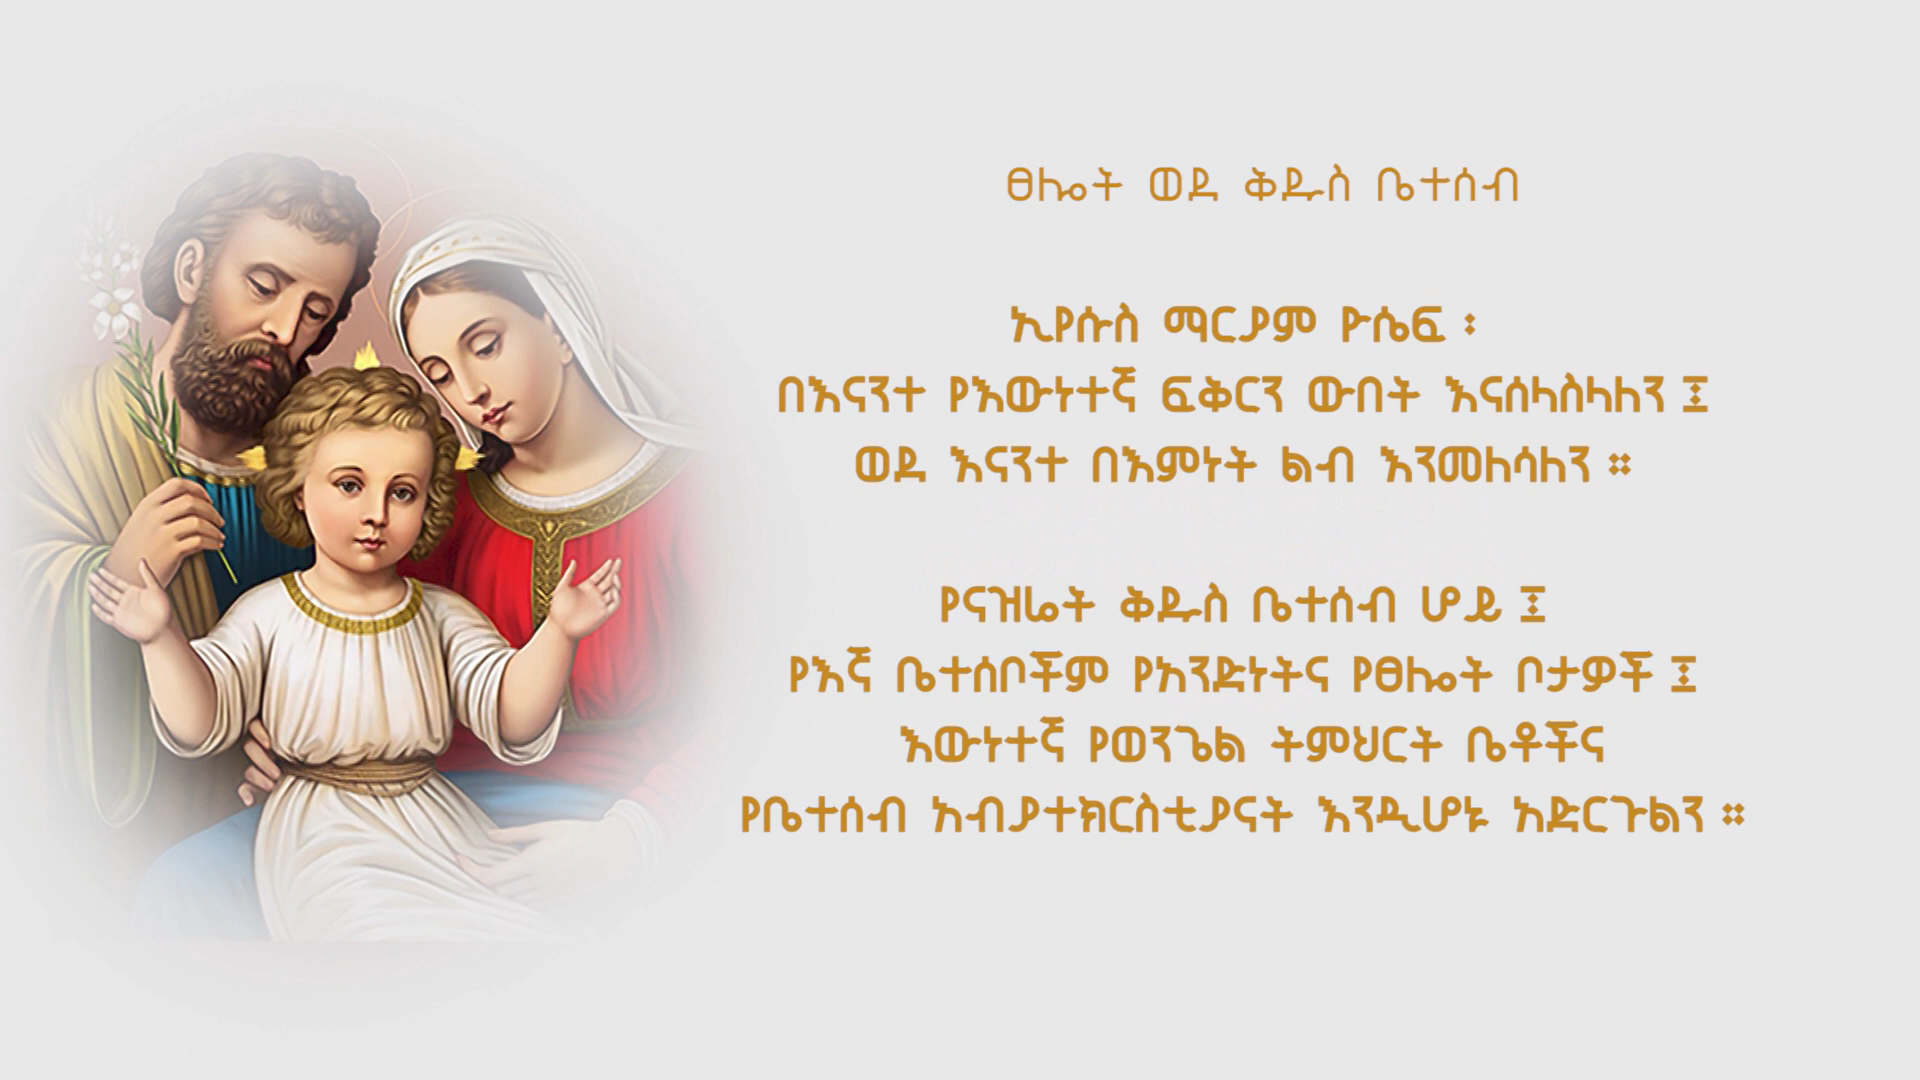 ፀሎት ወደ ቅዱስ ቤተሰብ
ኢየሱስ ማርያም ዮሴፍ ፥
በእናንተ የእውነተኛ ፍቅርን ውበት እናሰላስላለን ፤
ወደ እናንተ በእምነት ልብ እንመለሳለን ።
የናዝሬት ቅዱስ ቤተሰብ ሆይ ፤
የእኛ ቤተሰቦችም የአንድነትና የፀሎት ቦታዎች ፤
እውነተኛ የወንጌል ትምህርት ቤቶችና
የቤተሰብ አብያተክርስቲያናት እንዲሆኑ አድርጉልን ።